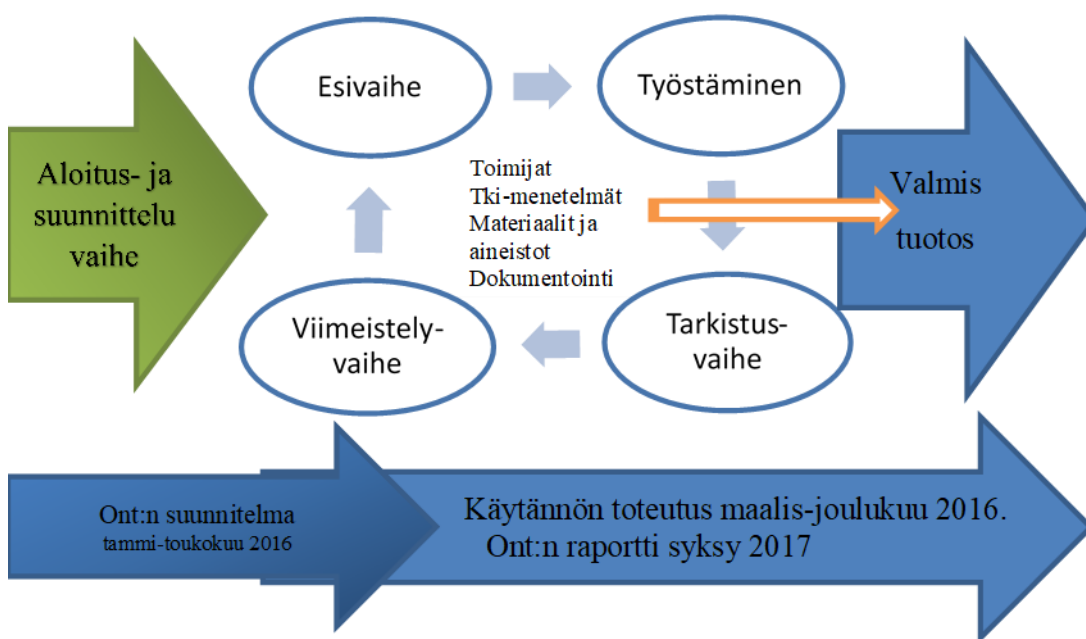 Aloitus- ja
suunnittelu
vaihe
Esivaihe
Työstäminen
Toimijat
Tki-menetelmät
Materiaalit ja
aineistot
Dokumentointi
Viimeistely-
vaihe
Tarkistus-
vaihe
Valmis
tuotos
Ont:n suunnitelma
tammi-toukokuu 2016
Käytännön toteutus maalis-joulukuu 2016.
Ont:n raportti syksy 2017